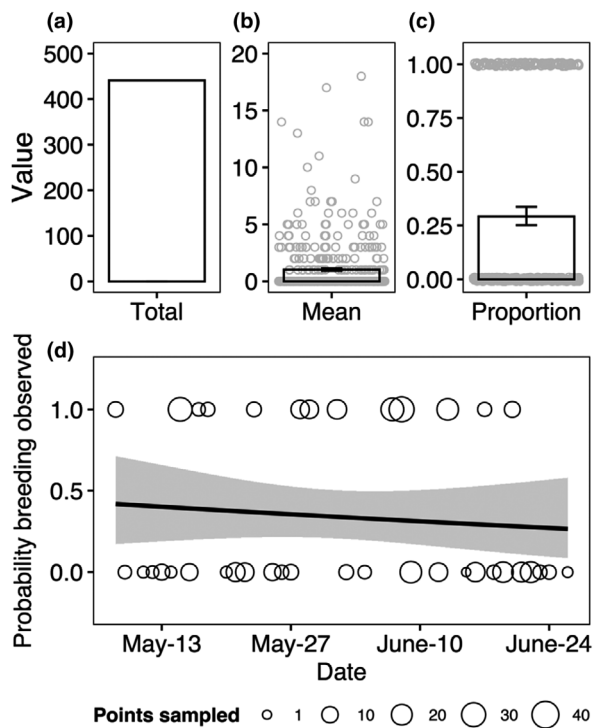 (a) (b) (c)
Value
500
400
300
200
100
0
Total
20
15
10
5
0
Mean
1.00
0.75
0.50
0.25
0.00
Proportion
(d)
Probability breeding observed
1.0
0.5
0.0
May-13 May-27 June-10 June-24
Date
Points sampled 1 10 20 30 40